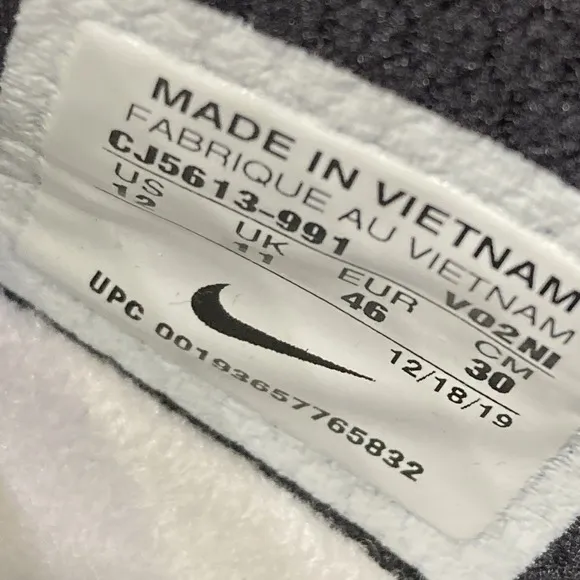 MADE IN VIETNAM
FABRIQUE AU VIETNAM
CJ5613-991 VO2NI
US UK EUR CM
12 11 46 30
12/18/19
UPC 00193657765832